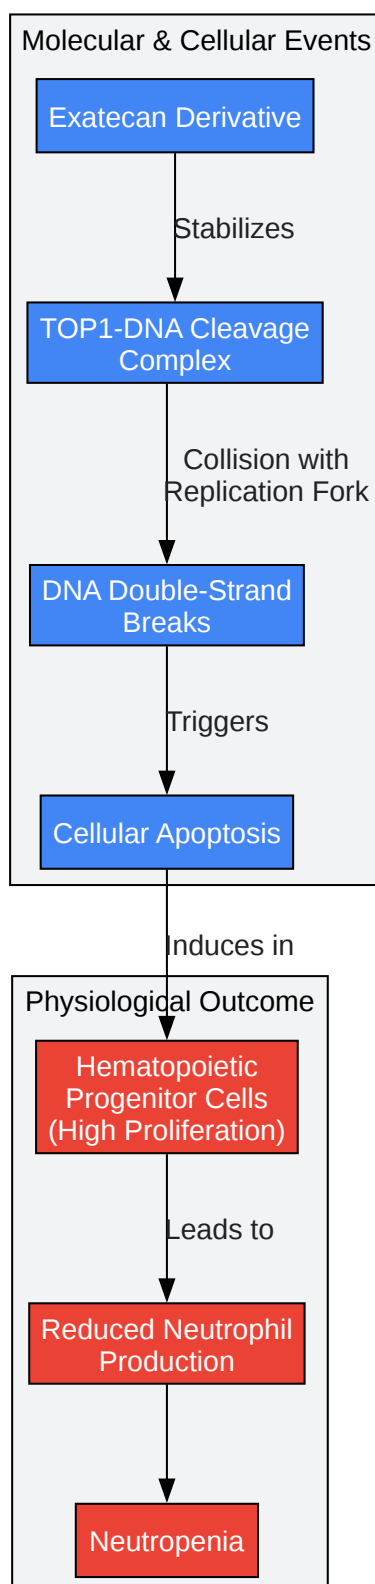 Molecular & Cellular Events
Exatecan Derivative
Stabilizes
TOP1-DNA Cleavage
Complex
Collision with
Replication Fork
DNA Double-Strand
Breaks
Triggers
Cellular Apoptosis
Induces in
Physiological Outcome
Hematopoietic
Progenitor Cells
(High Proliferation)
Leads to
Reduced Neutrophil
Production
Neutropenia